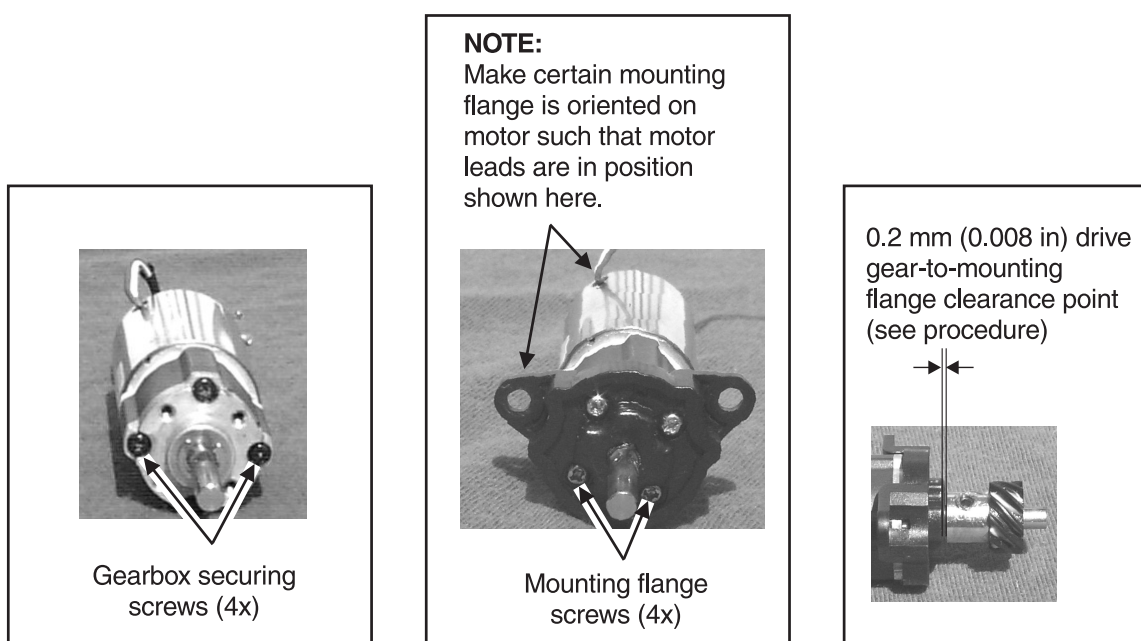 Gearbox securing
screws (4x)
NOTE:
Make certain mounting
flange is oriented on
motor such that motor
leads are in position
shown here.
Mounting flange
screws (4x)
0.2 mm (0.008 in) drive
gear-to-mounting
flange clearance point
(see procedure)